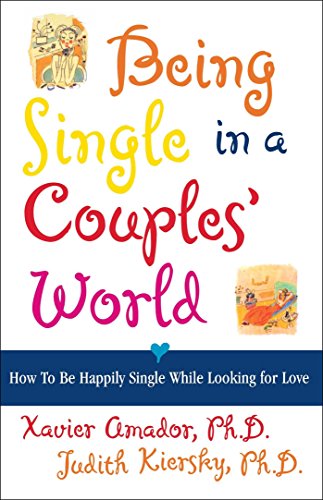 Being
Single in a
Couples'
World
How To Be Happily Single While Looking for Love
Xavier Amador, Ph.D.
Judith Kiersky, Ph.D.